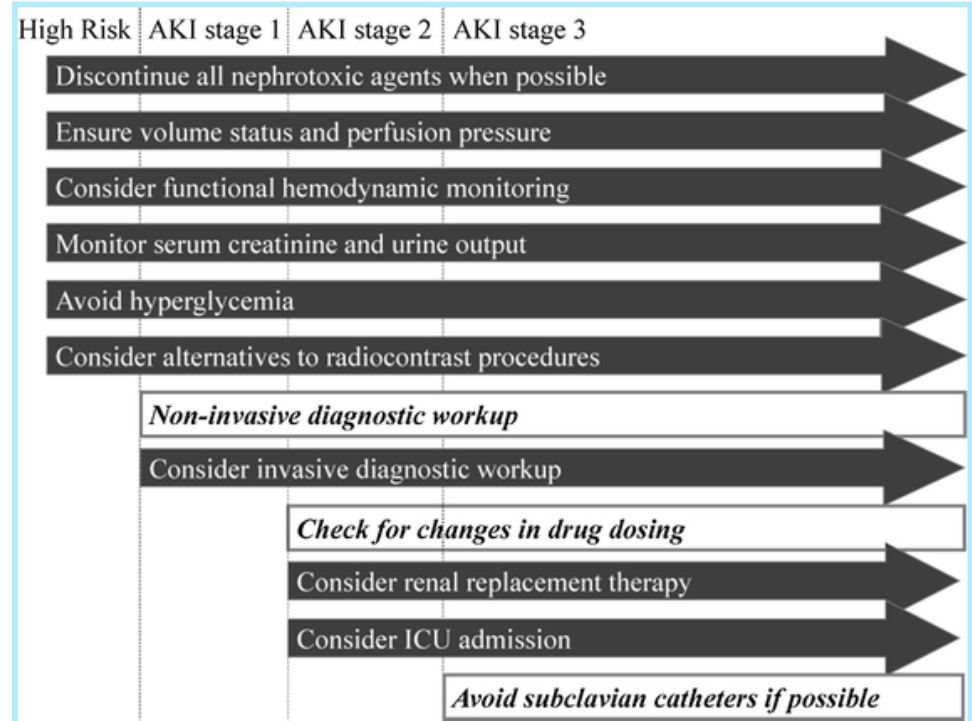 High Risk AKI stage 1 AKI stage 2 AKI stage 3
Discontinue all nephrotoxic agents when possible
Ensure volume status and perfusion pressure
Consider functional hemodynamic monitoring
Monitor serum creatinine and urine output
Avoid hyperglycemia
Consider alternatives to radiocontrast procedures
Non-invasive diagnostic workup
Consider invasive diagnostic workup
Check for changes in drug dosing
Consider renal replacement therapy
Consider ICU admission
Avoid subclavian catheters if possible